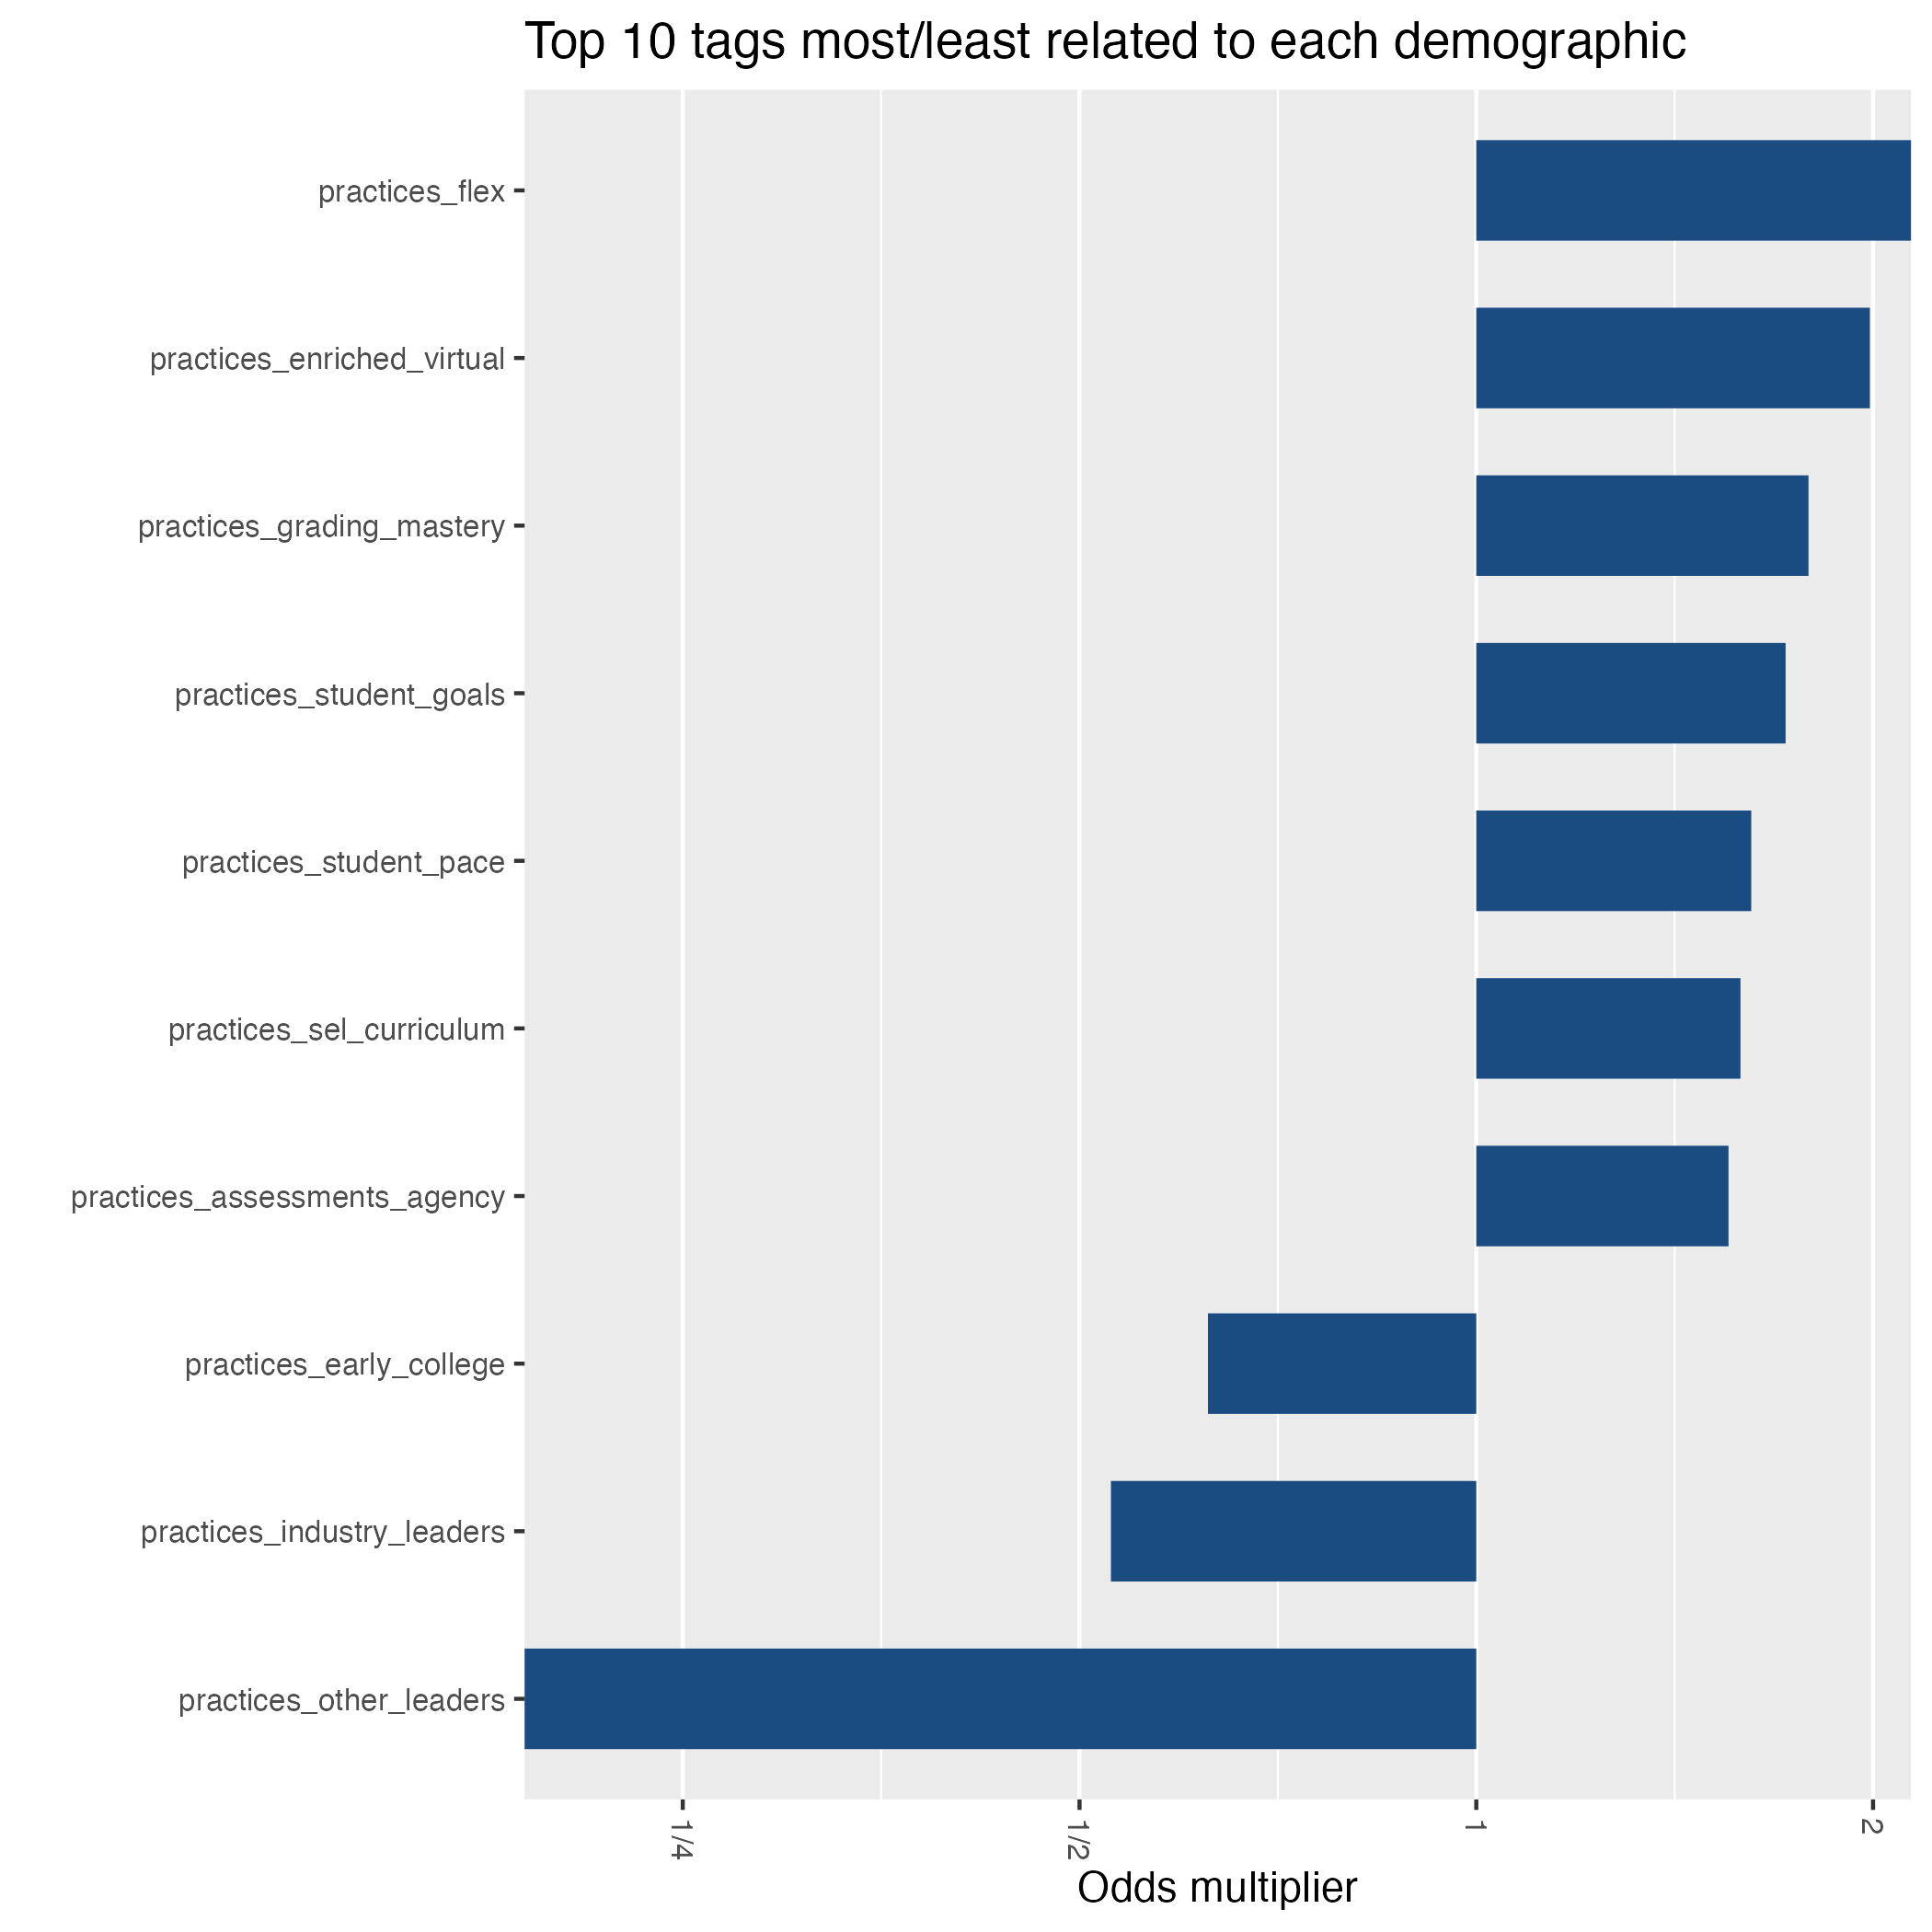 Top 10 tags most/least related to each demographic
practices_flex
practices_enriched_virtual
practices_grading_mastery
practices_student_goals
practices_student_pace
practices_sel_curriculum
practices_assessments_agency
practices_early_college
practices_industry_leaders
practices_other_leaders
1/4
1/2
1
2
Odds multiplier